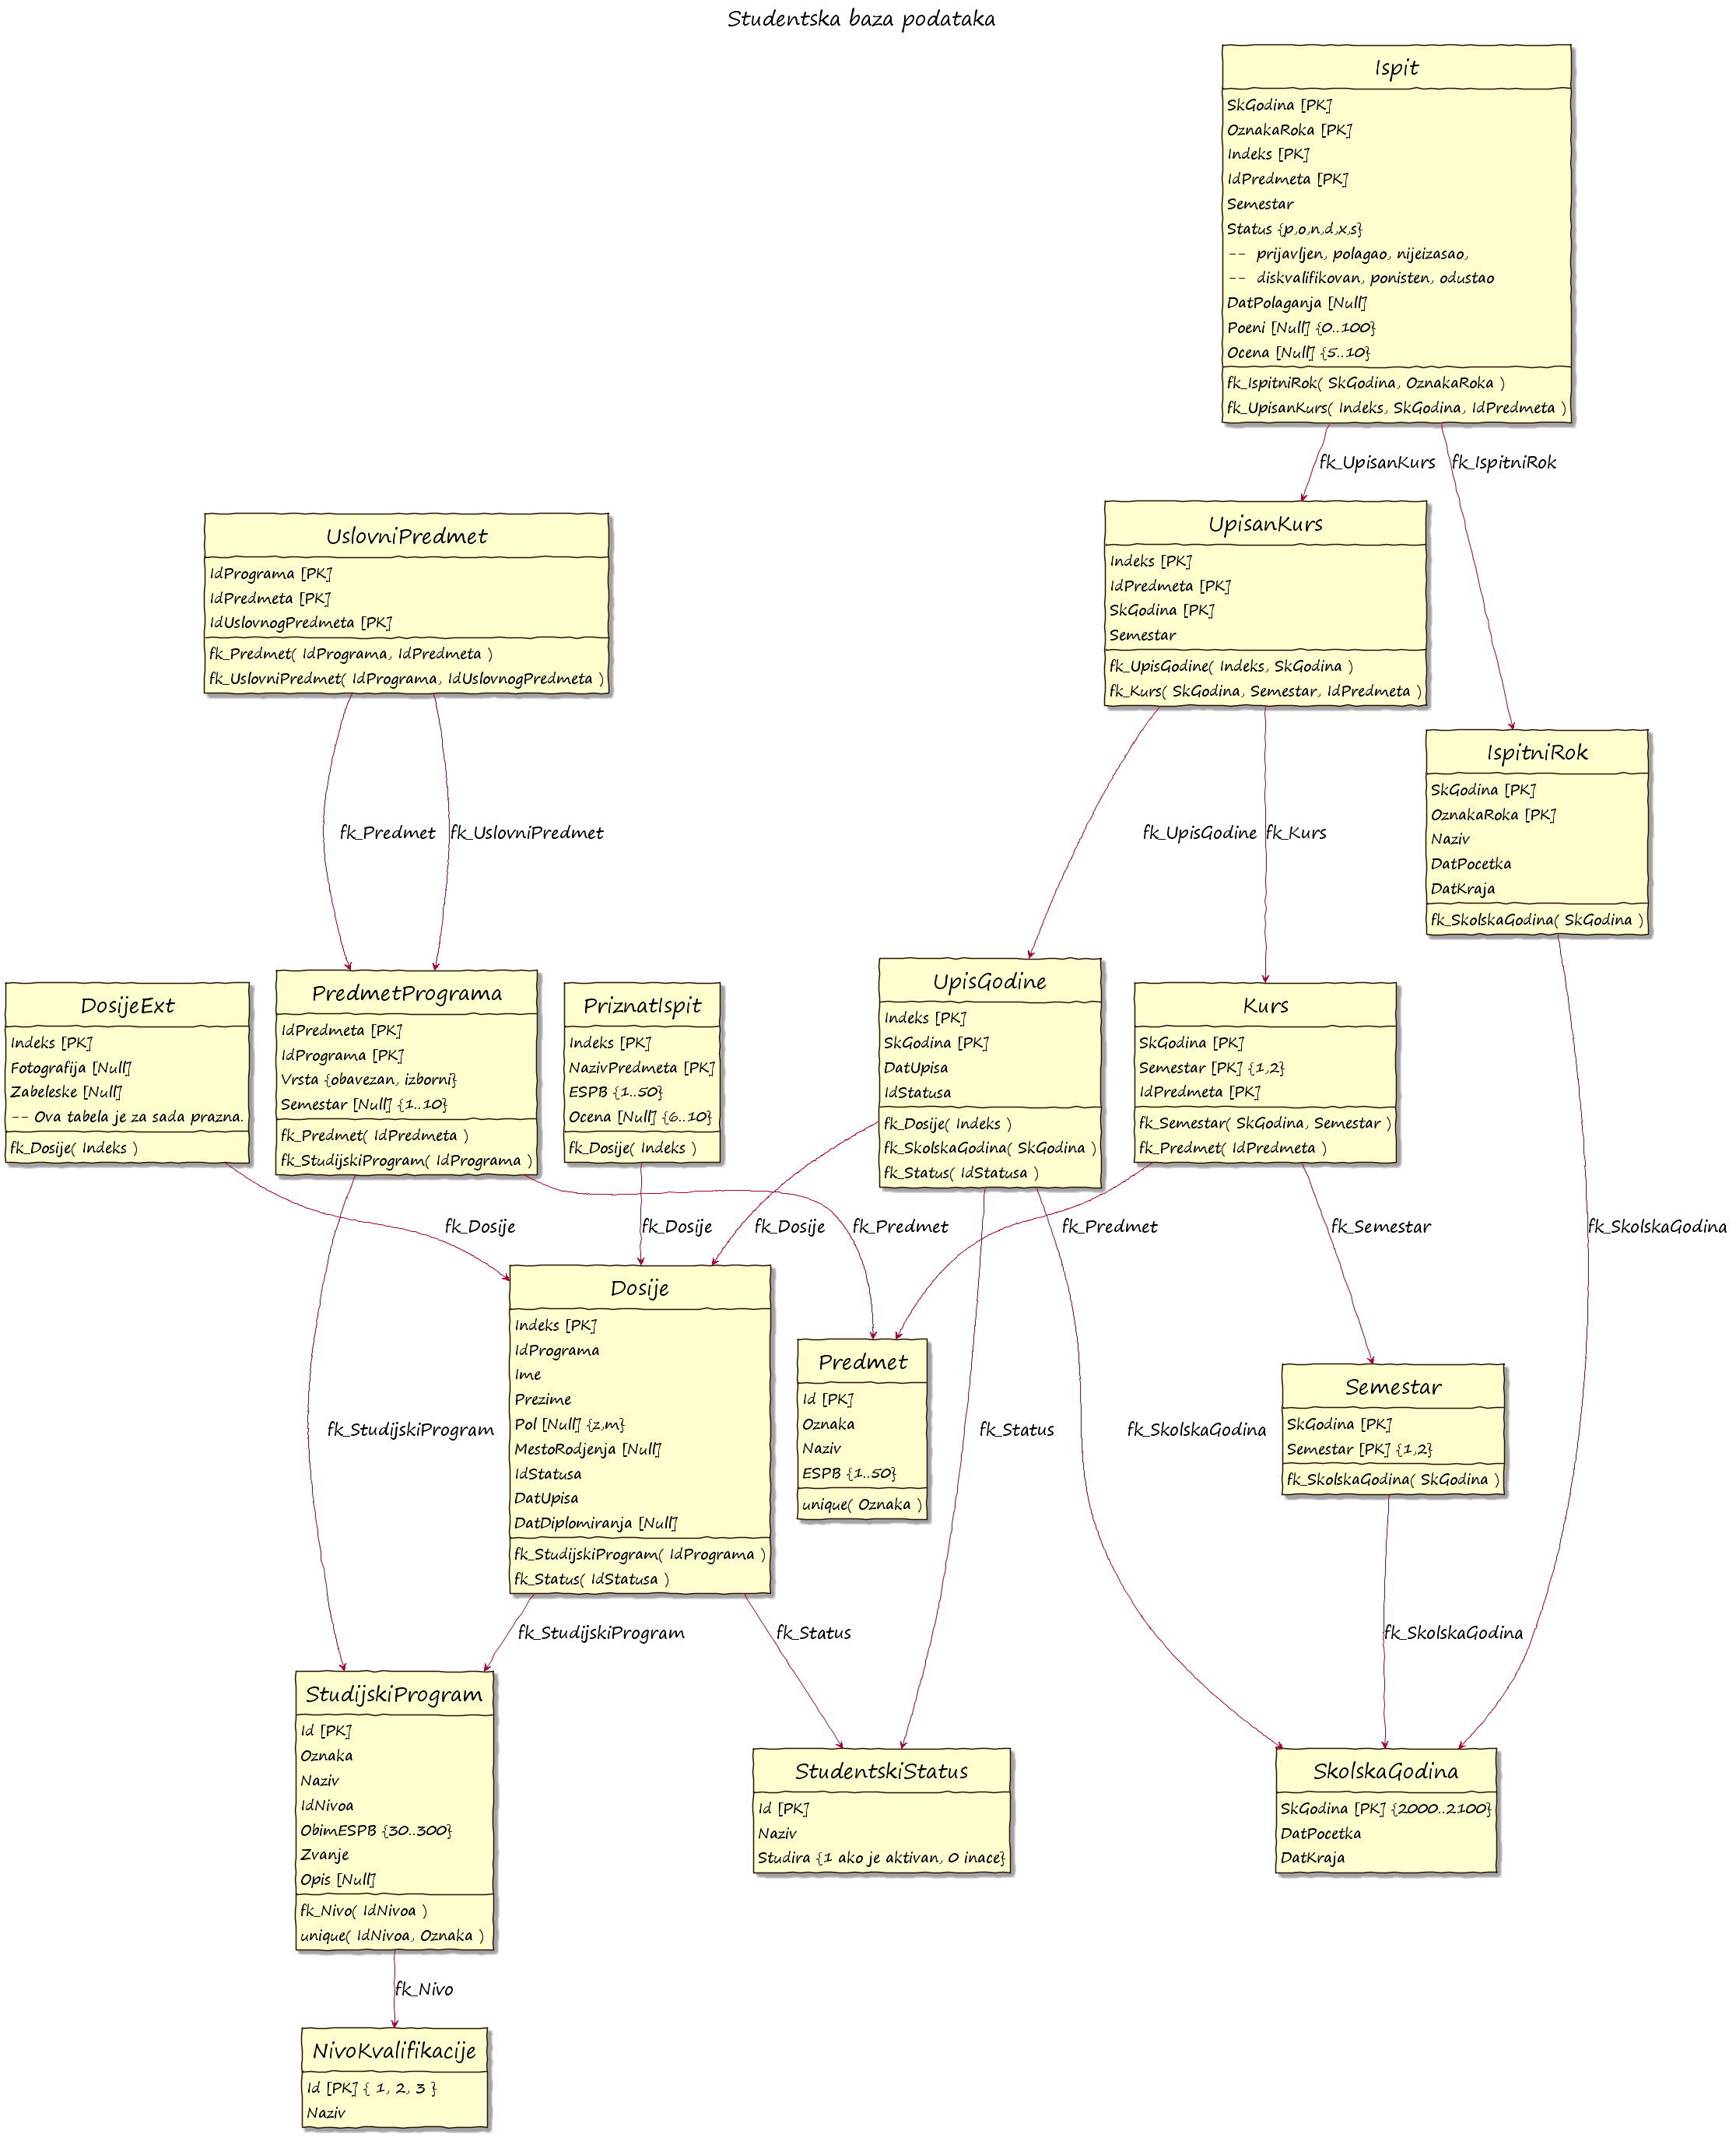 Studentska baza podataka
Ispit
SkGodina [PK]
OznakaRoka [PK]
Indeks [PK]
IdPredmeta [PK]
Semestar
Status {p,o,n,d,x,s}
-- prijavljen, polagao, nijeizasao,
-- diskvalifikovan, ponisten, odustao
DatPolaganja [Null]
Poeni [Null] {0..100}
Ocena [Null] {5..10}
fk_IspitniRok( SkGodina, OznakaRoka )
fk_UpisanKurs( Indeks, SkGodina, IdPredmeta )
fk_UpisanKurs
fk_IspitniRok
UslovniPredmet
IdPrograma [PK]
IdPredmeta [PK]
IdUslovnogPredmeta [PK]
fk_Predmet( IdPrograma, IdPredmeta )
fk_UslovniPredmet( IdPrograma, IdUslovnogPredmeta )
UpisanKurs
Indeks [PK]
IdPredmeta [PK]
SkGodina [PK]
Semestar
fk_UpisGodine( Indeks, SkGodina )
fk_Kurs( SkGodina, Semestar, IdPredmeta )
IspitniRok
SkGodina [PK]
OznakaRoka [PK]
Naziv
DatPocetka
DatKraja
fk_SkolskaGodina( SkGodina )
fk_Predmet
fk_UslovniPredmet
fk_UpisGodine
fk_Kurs
DosijeExt
Indeks [PK]
Fotografija [Null]
Zabeleske [Null]
-- Ova tabela je za sada prazna.
fk_Dosije( Indeks )
PredmetPrograma
IdPredmeta [PK]
IdPrograma [PK]
Vrsta {obavezan, izborni}
Semestar [Null] {1..10}
fk_Predmet( IdPredmeta )
fk_StudijskiProgram( IdPrograma )
PriznatIspit
Indeks [PK]
NazivPredmeta [PK]
ESPB {1..50}
Ocena [Null] {6..10}
fk_Dosije( Indeks )
UpisGodine
Indeks [PK]
SkGodina [PK]
DatUpisa
IdStatusa
fk_Dosije( Indeks )
fk_SkolskaGodina( SkGodina )
fk_Status( IdStatusa )
Kurs
SkGodina [PK]
Semestar [PK] {1,2}
IdPredmeta [PK]
fk_Semestar( SkGodina, Semestar )
fk_Predmet( IdPredmeta )
fk_Dosije
fk_Dosije
fk_Dosije
fk_Predmet
fk_Predmet
fk_Semestar
fk_SkolskaGodina
Dosije
Indeks [PK]
IdPrograma
Ime
Prezime
Pol [Null] {z,m}
MestoRodjenja [Null]
IdStatusa
DatUpisa
DatDiplomiranja [Null]
fk_StudijskiProgram( IdPrograma )
fk_Status( IdStatusa )
Predmet
Id [PK]
Oznaka
Naziv
ESPB {1..50}
unique( Oznaka )
Semestar
SkGodina [PK]
Semestar [PK] {1,2}
fk_SkolskaGodina( SkGodina )
fk_StudijskiProgram
fk_Status
fk_SkolskaGodina
fk_StudijskiProgram
fk_Status
fk_SkolskaGodina
StudijskiProgram
Id [PK]
Oznaka
Naziv
IdNivoa
ObimESPB {30..300}
Zvanje
Opis [Null]
fk_Nivo( IdNivoa )
unique( IdNivoa, Oznaka )
StudentskiStatus
Id [PK]
Naziv
Studira {1 ako je aktivan, 0 inace}
SkolskaGodina
SkGodina [PK] {2000..2100}
DatPocetka
DatKraja
fk_Nivo
NivoKvalifikacije
Id [PK] { 1, 2, 3 }
Naziv